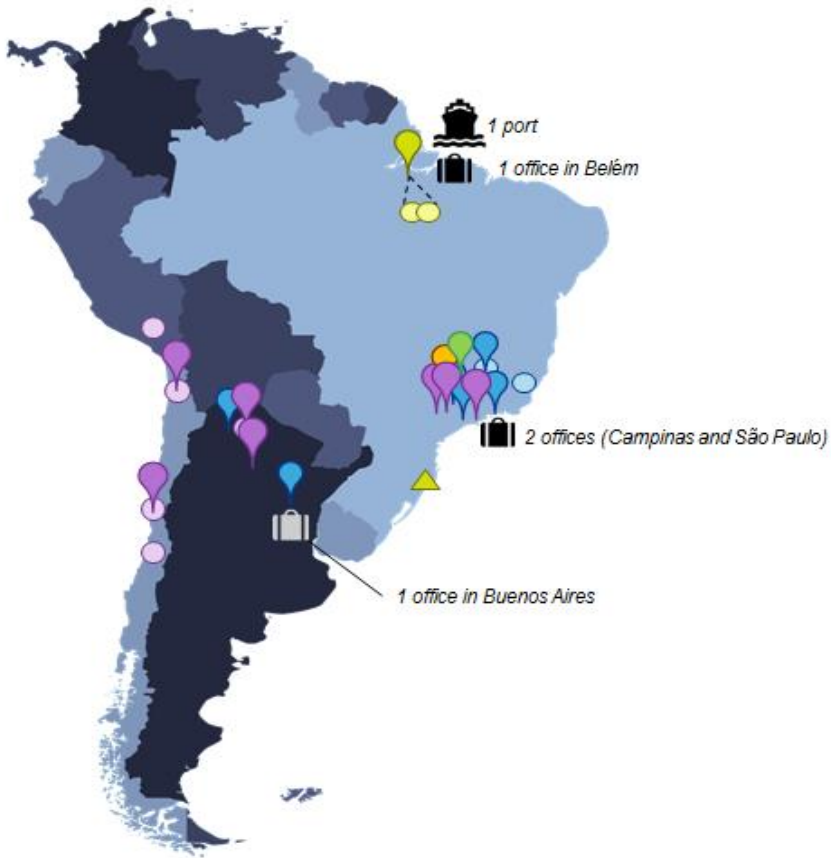 1 port
1 office in Belém
2 offices (Campinas and São Paulo)
1 office in Buenos Aires